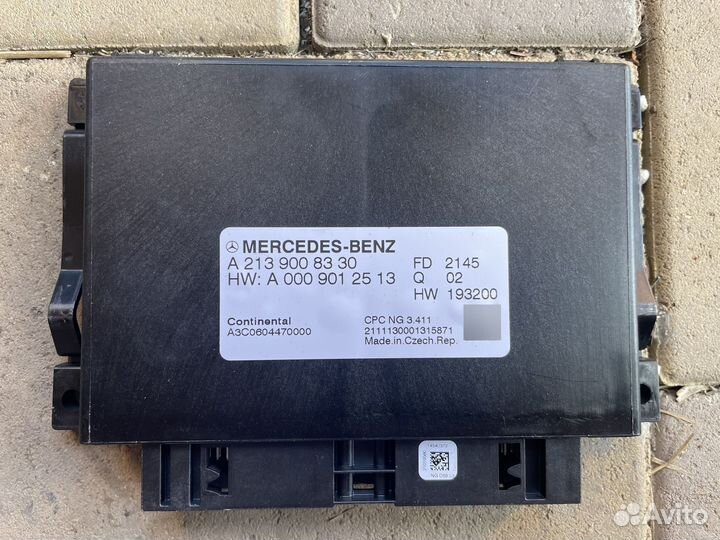 MERCEDES-BENZ
A 213 900 83 30 FD 2145
HW: A 000 901 25 13 Q 02
HW 193200
Continental CPC NG 3.411
A3C0604470000 2111130001315871
Made.in.Czech.Rep.
Avito